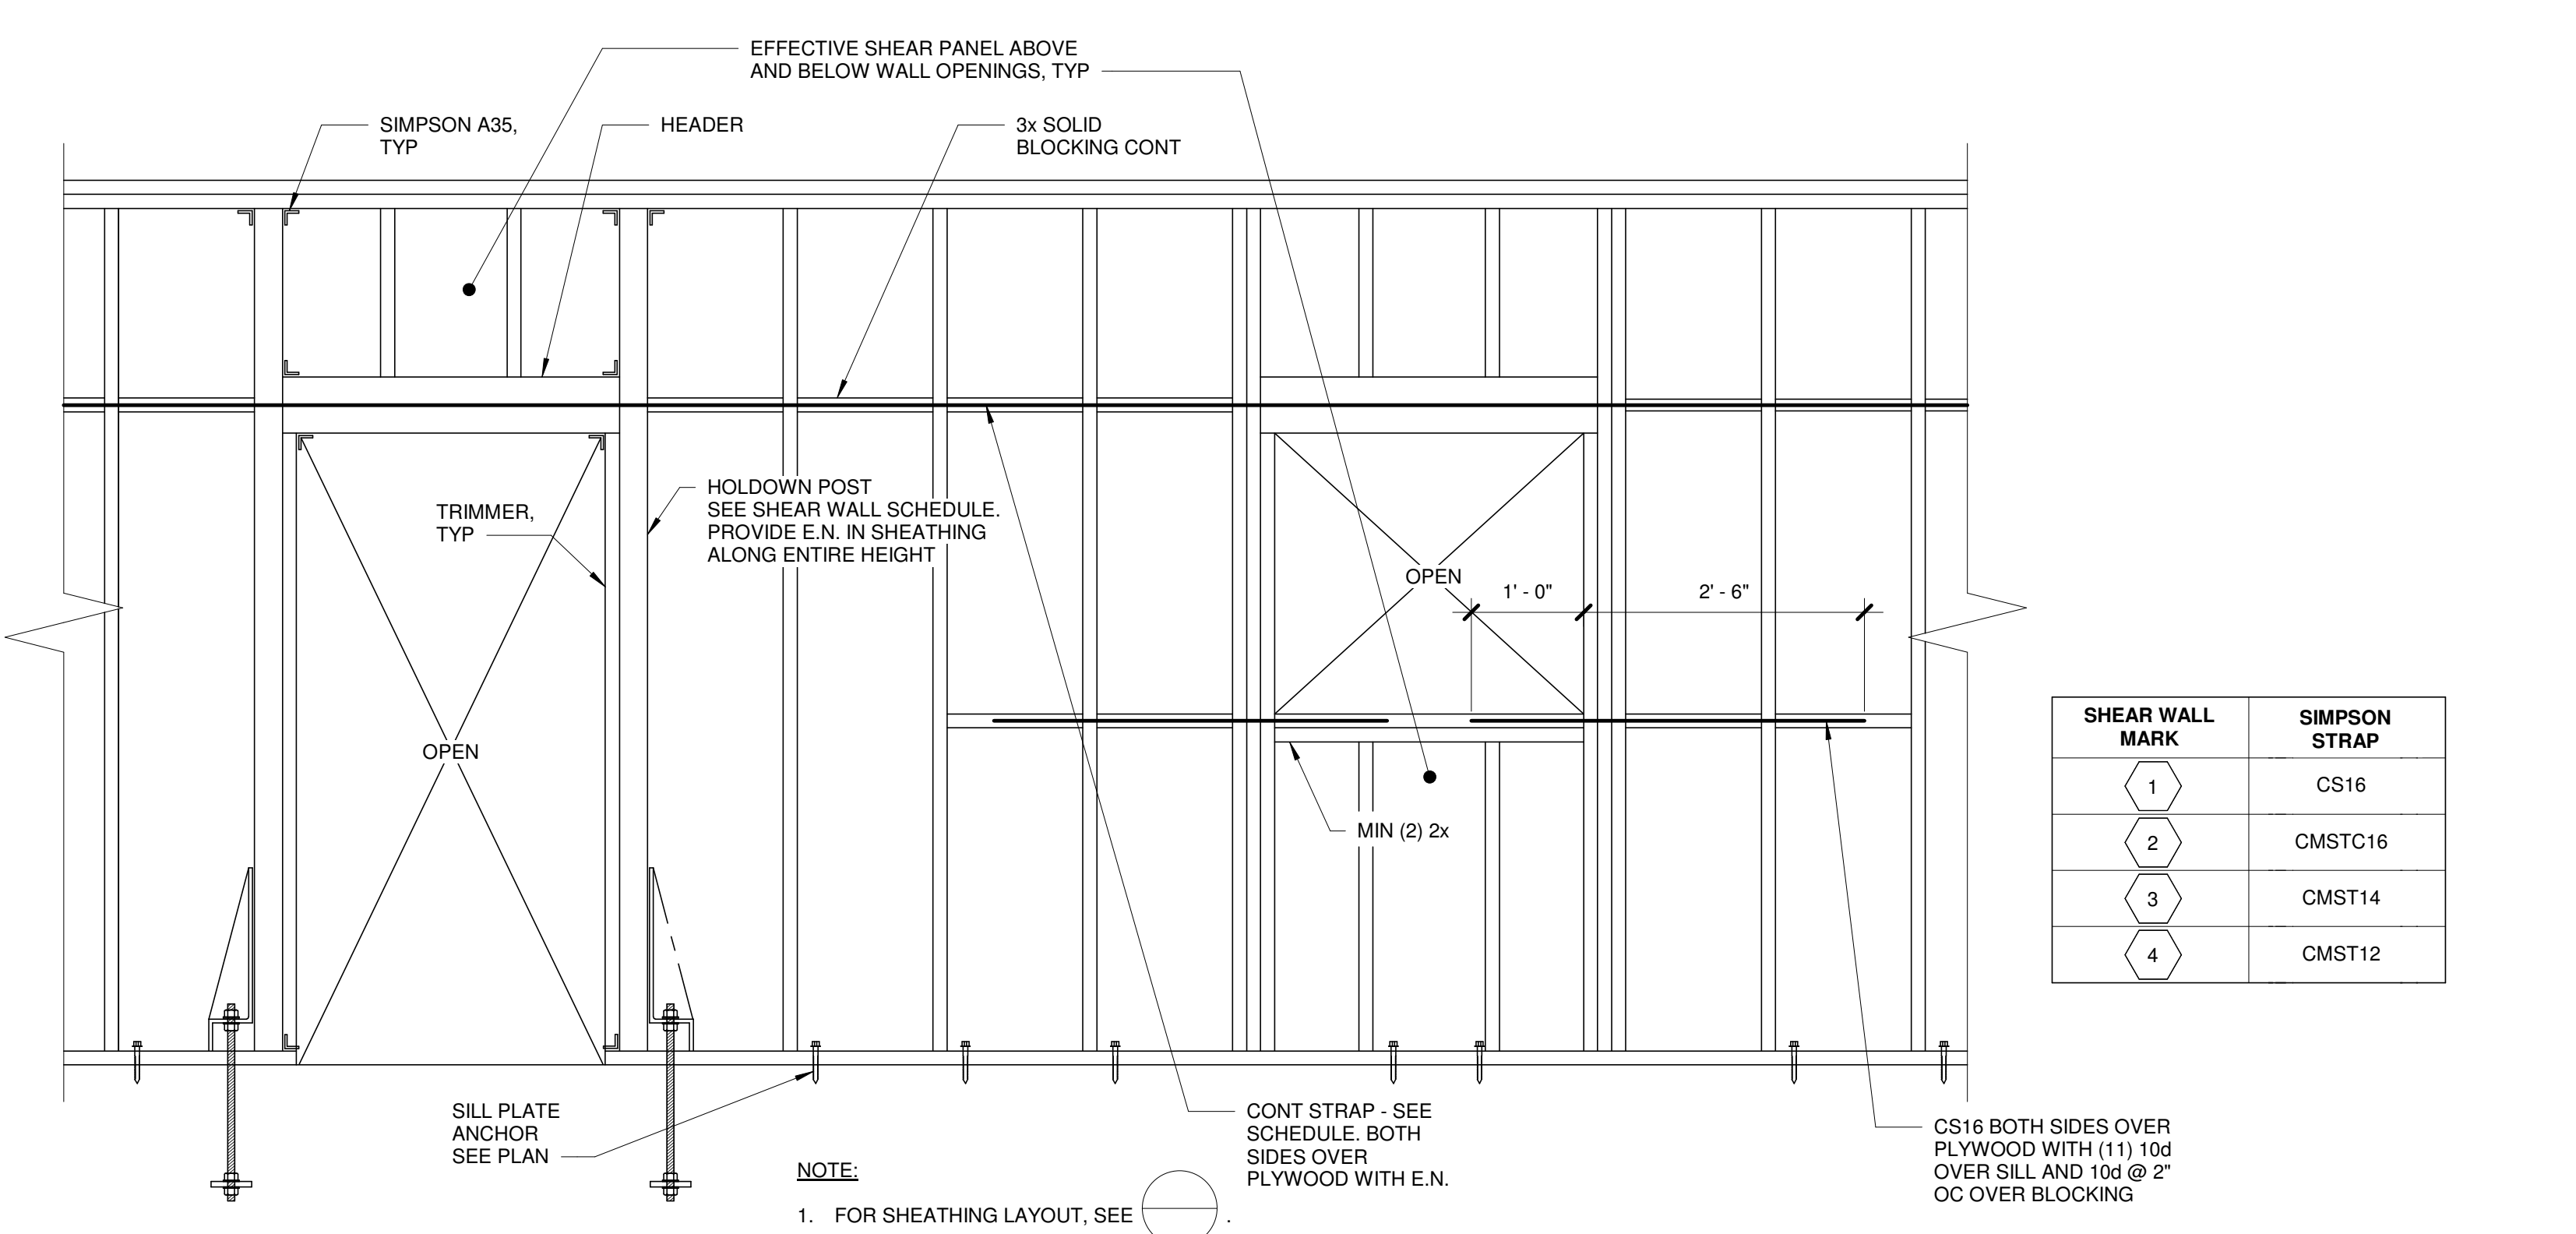 EFFECTIVE SHEAR PANEL ABOVE
AND BELOW WALL OPENINGS, TYP
SIMPSON A35,
TYP
HEADER
3x SOLID
BLOCKING CONT
HOLDOWN POST
SEE SHEAR WALL SCHEDULE.
PROVIDE E.N. IN SHEATHING
ALONG ENTIRE HEIGHT
TRIMMER,
TYP
OPEN
1' - 0"
2' - 6"
OPEN
MIN (2) 2x
SHEAR WALL
MARK
SIMPSON
STRAP
1
CS16
2
CMSTC16
3
CMST14
4
CMST12
SILL PLATE
ANCHOR
SEE PLAN
CONT STRAP - SEE
SCHEDULE. BOTH
SIDES OVER
PLYWOOD WITH E.N.
CS16 BOTH SIDES OVER
PLYWOOD WITH (11) 10d
OVER SILL AND 10d @ 2"
OC OVER BLOCKING
NOTE:
1. FOR SHEATHING LAYOUT, SEE .